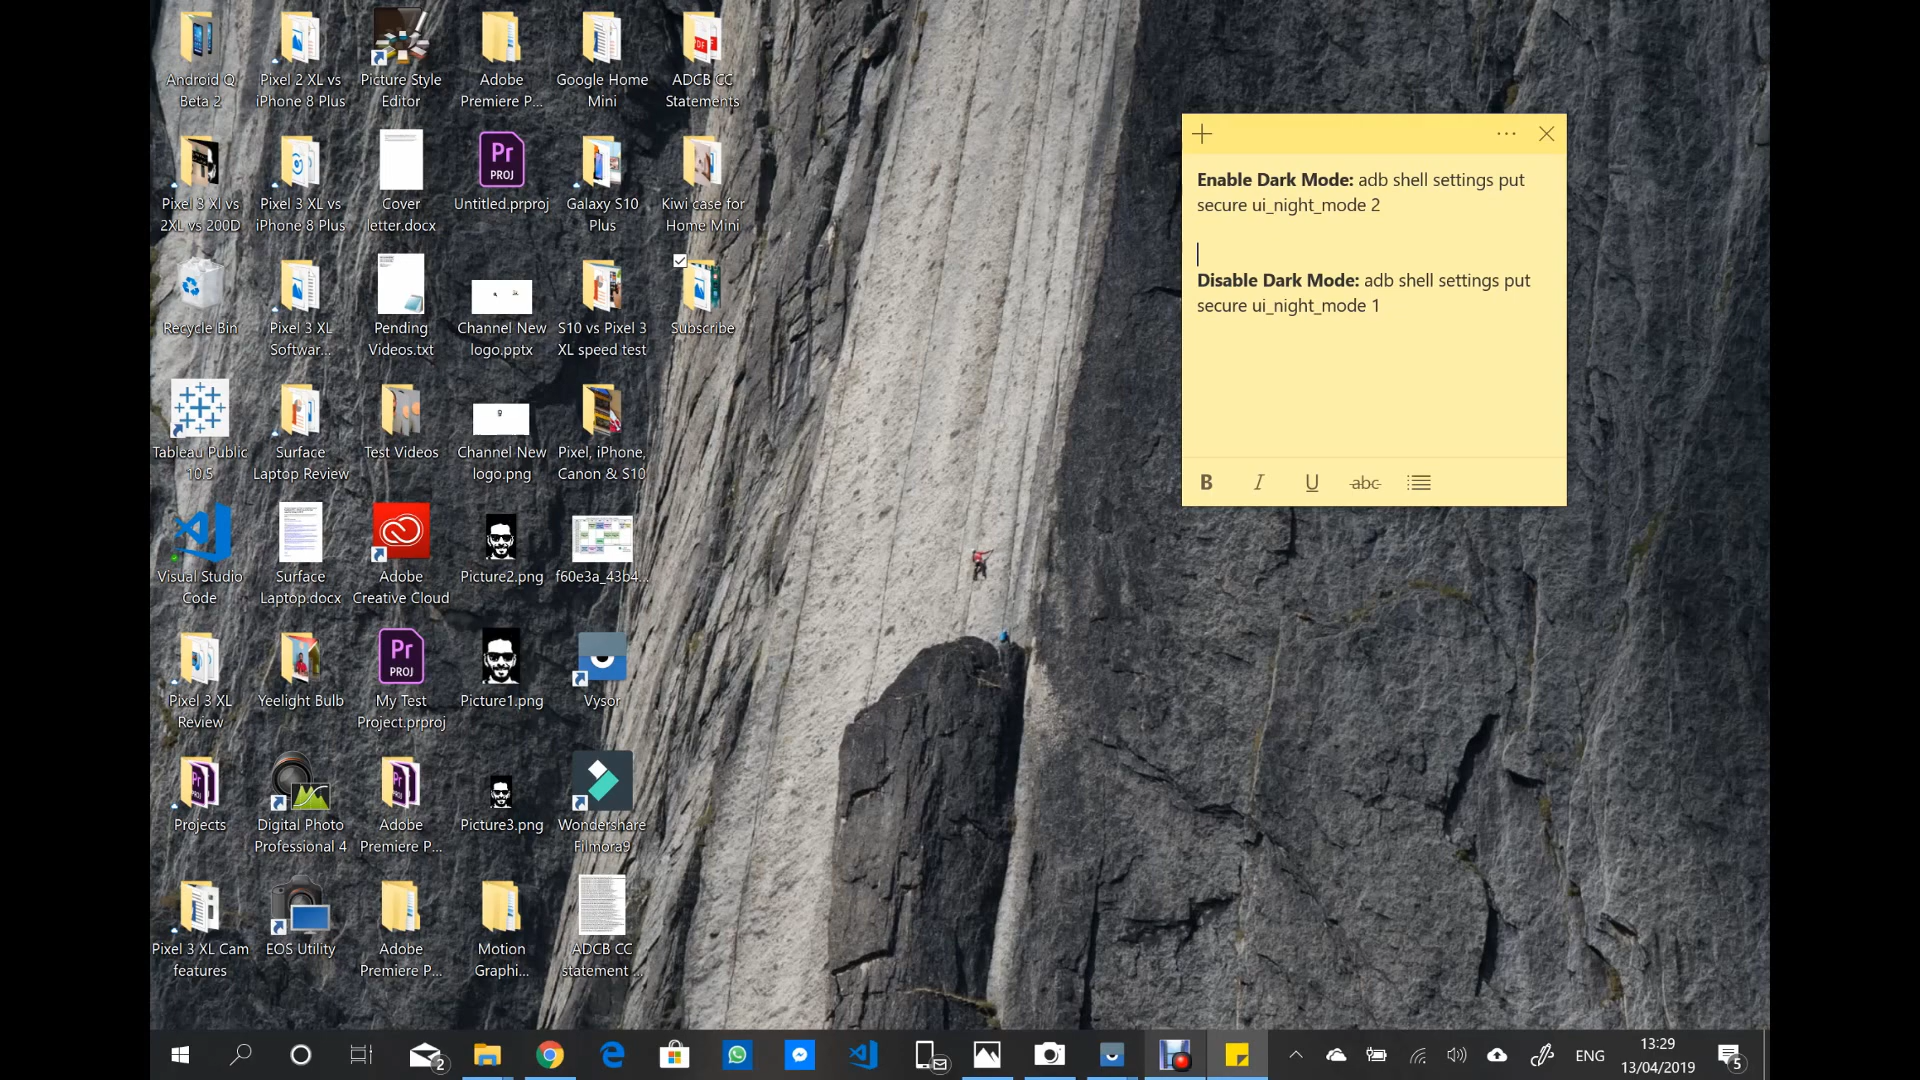 Android Q
Beta 2
Pixel 2 XL vs
iPhone 8 Plus
Picture Style
Editor
Adobe
Premiere P...
Google Home
Mini
ADCB CC
Statements
PDF
Pixel 3 Xl vs
2XL vs 200D
Pixel 3 XL vs
iPhone 8 Plus
Cover
letter.docx
Pr
PROJ
Untitled.prproj
Galaxy S10
Plus
Kiwi case for
Home Mini
Recycle Bin
Pixel 3 XL
Softwar...
Pending
Videos.txt
Channel New
logo.pptx
S10 vs Pixel 3
XL speed test
Subscribe
Tableau Public
10.5
Surface
Laptop Review
Test Videos
Channel New
logo.png
Pixel, iPhone,
Canon & S10
Visual Studio
Code
Surface
Laptop.docx
Adobe
Creative Cloud
Picture2.png
f60e3a_43b4...
Pixel 3 XL
Review
Yeelight Bulb
Pr
PROJ
My Test
Project.prproj
Picture1.png
Vysor
Projects
Digital Photo
Professional 4
Adobe
Premiere P...
Picture3.png
Wondershare
Filmora9
Pixel 3 XL Cam
features
EOS Utility
Adobe
Premiere P...
Motion
Graphi...
ADCB CC
statement ...
Enable Dark Mode: adb shell settings put
secure ui_night_mode 2
Disable Dark Mode: adb shell settings put
secure ui_night_mode 1
B I U abc
2
ENG
13:29
13/04/2019
5